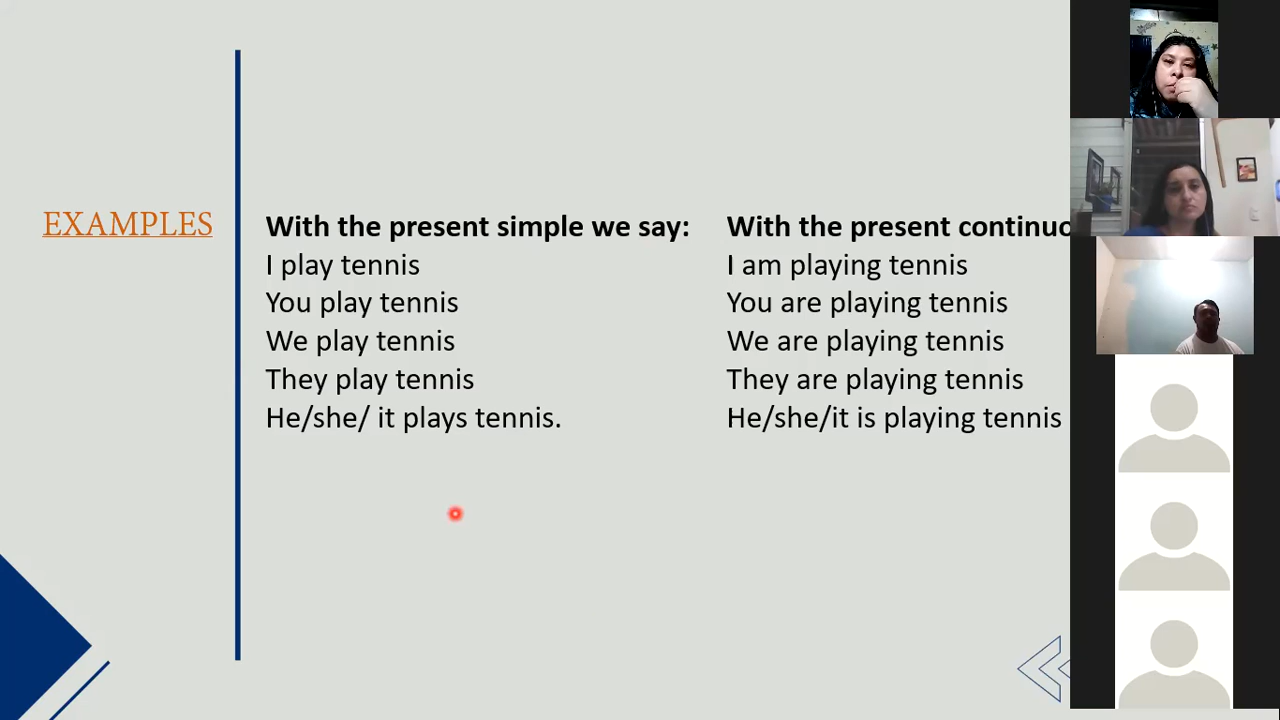 EXAMPLES
With the present simple we say:
I play tennis
You play tennis
We play tennis
They play tennis
He/she/ it plays tennis.
With the present
I am playing tennis
You are playing tennis
We are playing tennis
They are playing tennis
He/she/it is playing tennis